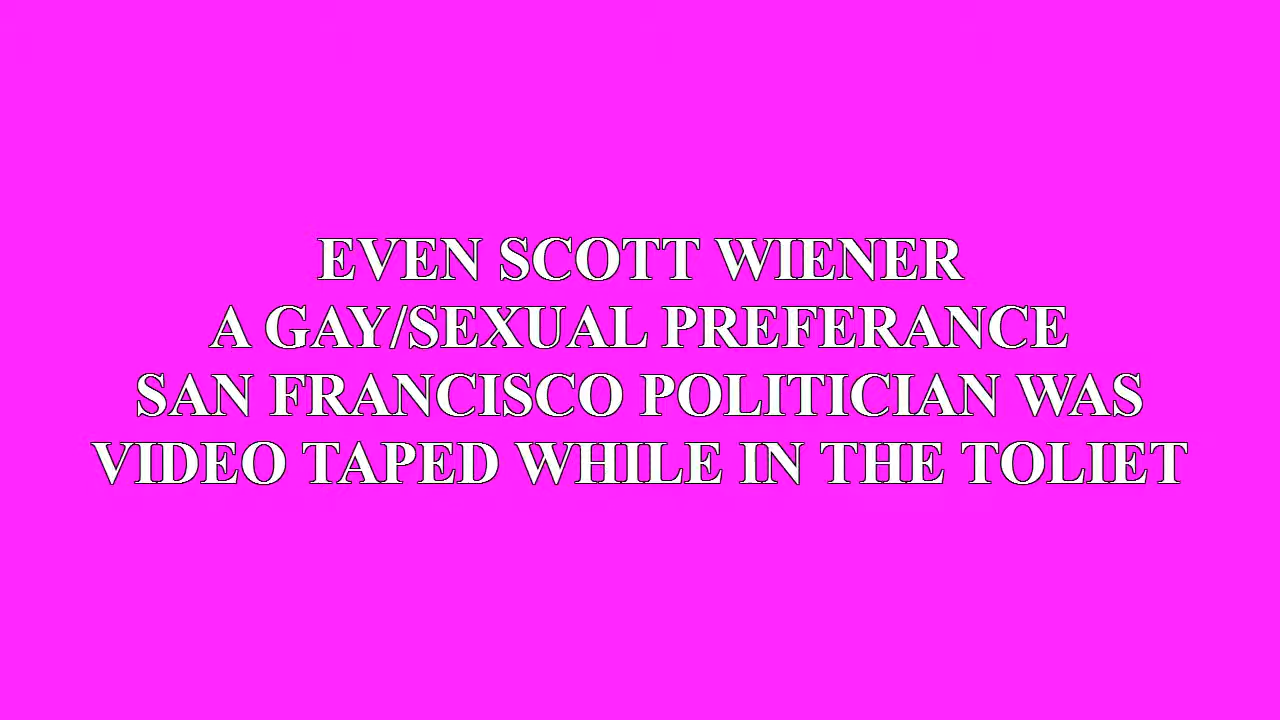 EVEN SCOTT WIENER
A GAY/SEXUAL PREFERANCE
SAN FRANCISCO POLITICIAN WAS
VIDEO TAPED WHILE IN THE TOLIET